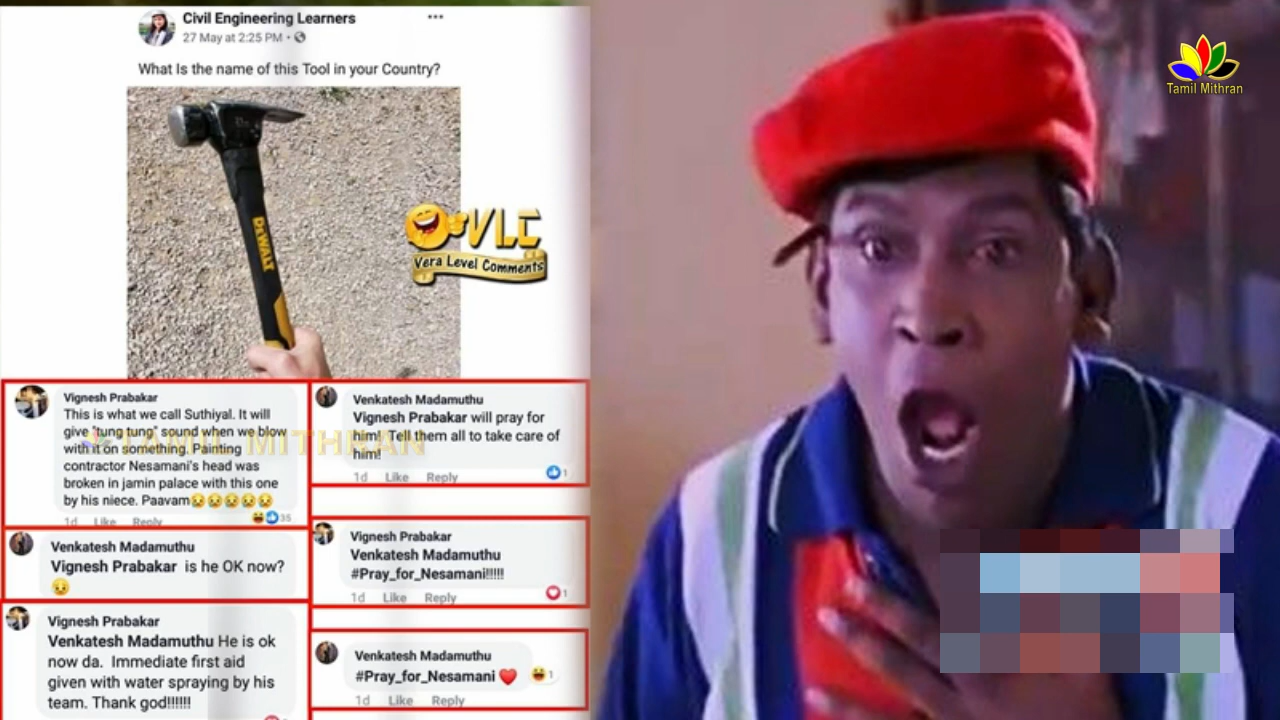 Civil Engineering Learners
27 May at 2:25 PM •
What Is the name of this Tool in your Country?
DEWALT
VLC
Vera Level Comments
Vignesh Prabakar
This is what we call Suthiyal. It will
give "tung tung" sound when we blow
with it on something. Painting
contractor Nesamani's head was
broken in jamin palace with this one
by his niece. Paavam😣😣😣😣😣
1d Like Reply 35
Venkatesh Madamuthu
Vignesh Prabakar is he OK now?
😣
Vignesh Prabakar
Venkatesh Madamuthu He is ok
now da. Immediate first aid
given with water spraying by his
team. Thank god!!!!!!
Venkatesh Madamuthu
Vignesh Prabakar will pray for
him! Tell them all to take care of
him!
1d Like Reply 1
Vignesh Prabakar
Venkatesh Madamuthu
#Pray_for_Nesamani!!!!!
1d Like Reply 1
Venkatesh Madamuthu
#Pray_for_Nesamani ❤️
1
1d Like Reply
TAMIL MITHRAN
Tamil Mithran